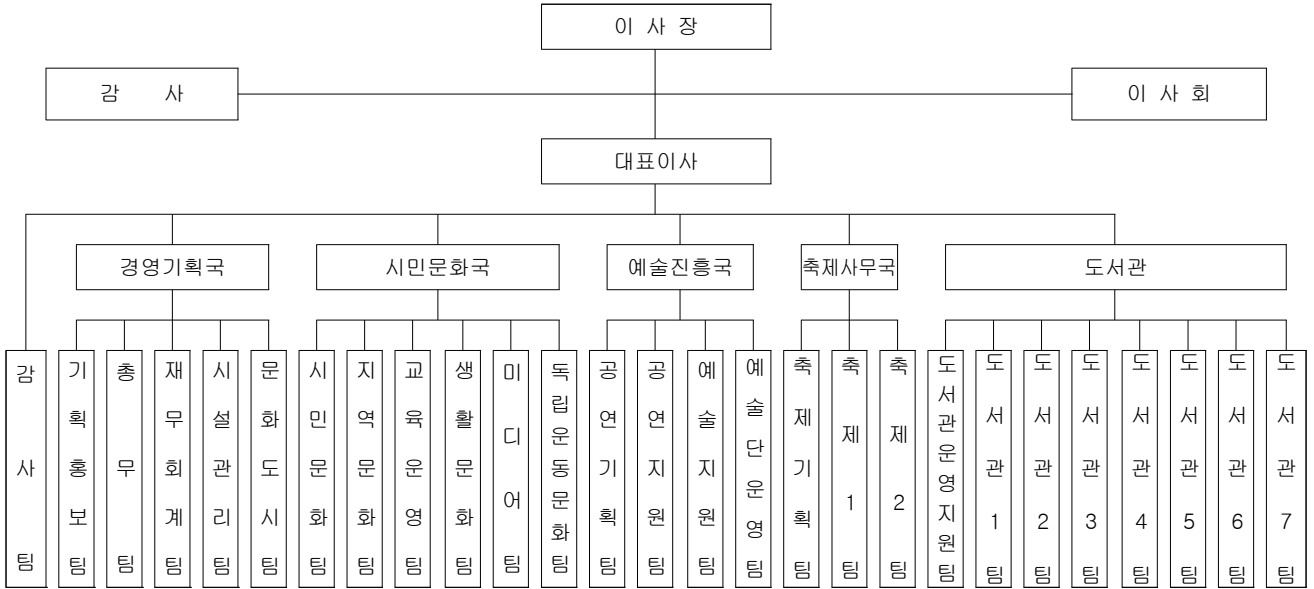 이 사 장
감 사
이 사 회
대표이사
경영기획국
시민문화국
예술진흥국
축제사무국
도서관
감사팀
기획홍보팀
총무팀
재무회계팀
시설관리팀
문화도시팀
시민문화팀
지역문화팀
교육운영팀
생활문화팀
미디어팀
독립운동문화팀
공연기획팀
공연지원팀
예술지원팀
예술단운영팀
축제기획팀
축제1팀
축제2팀
도서관운영지원팀
도서관1팀
도서관2팀
도서관3팀
도서관4팀
도서관5팀
도서관6팀
도서관7팀